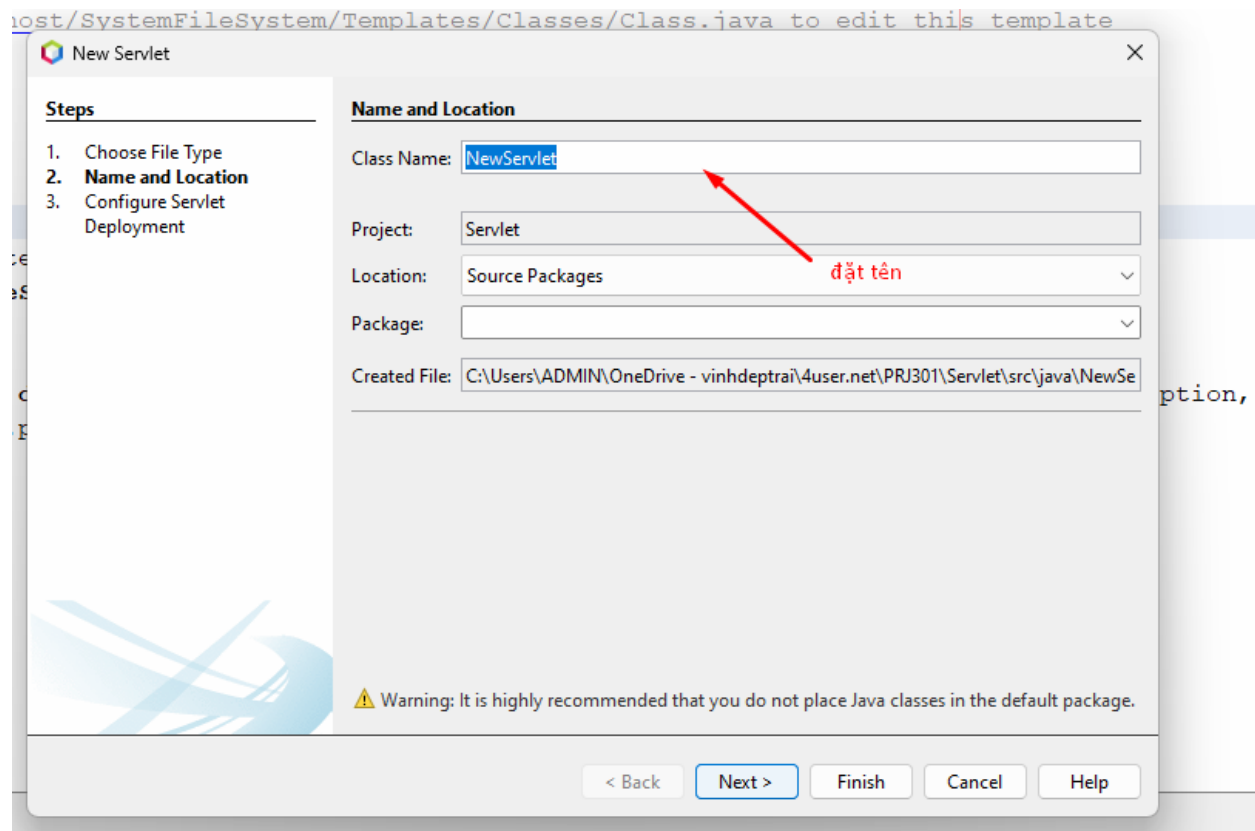 nost/SystemFileSystem/Templates/Classes/Class.java to edit this template
New Servlet
Steps
1. Choose File Type
2. Name and Location
3. Configure Servlet
Deployment
Name and Location
Class Name: NewServlet
Project: Servlet
Location: Source Packages
đặt tên
Package:
Created File: C:\Users\ADMIN\OneDrive - vinhdeptrai\4user.net\PRJ301\Servlet\src\java\NewSe
ption,
Warning: It is highly recommended that you do not place Java classes in the default package.
< Back Next > Finish Cancel Help